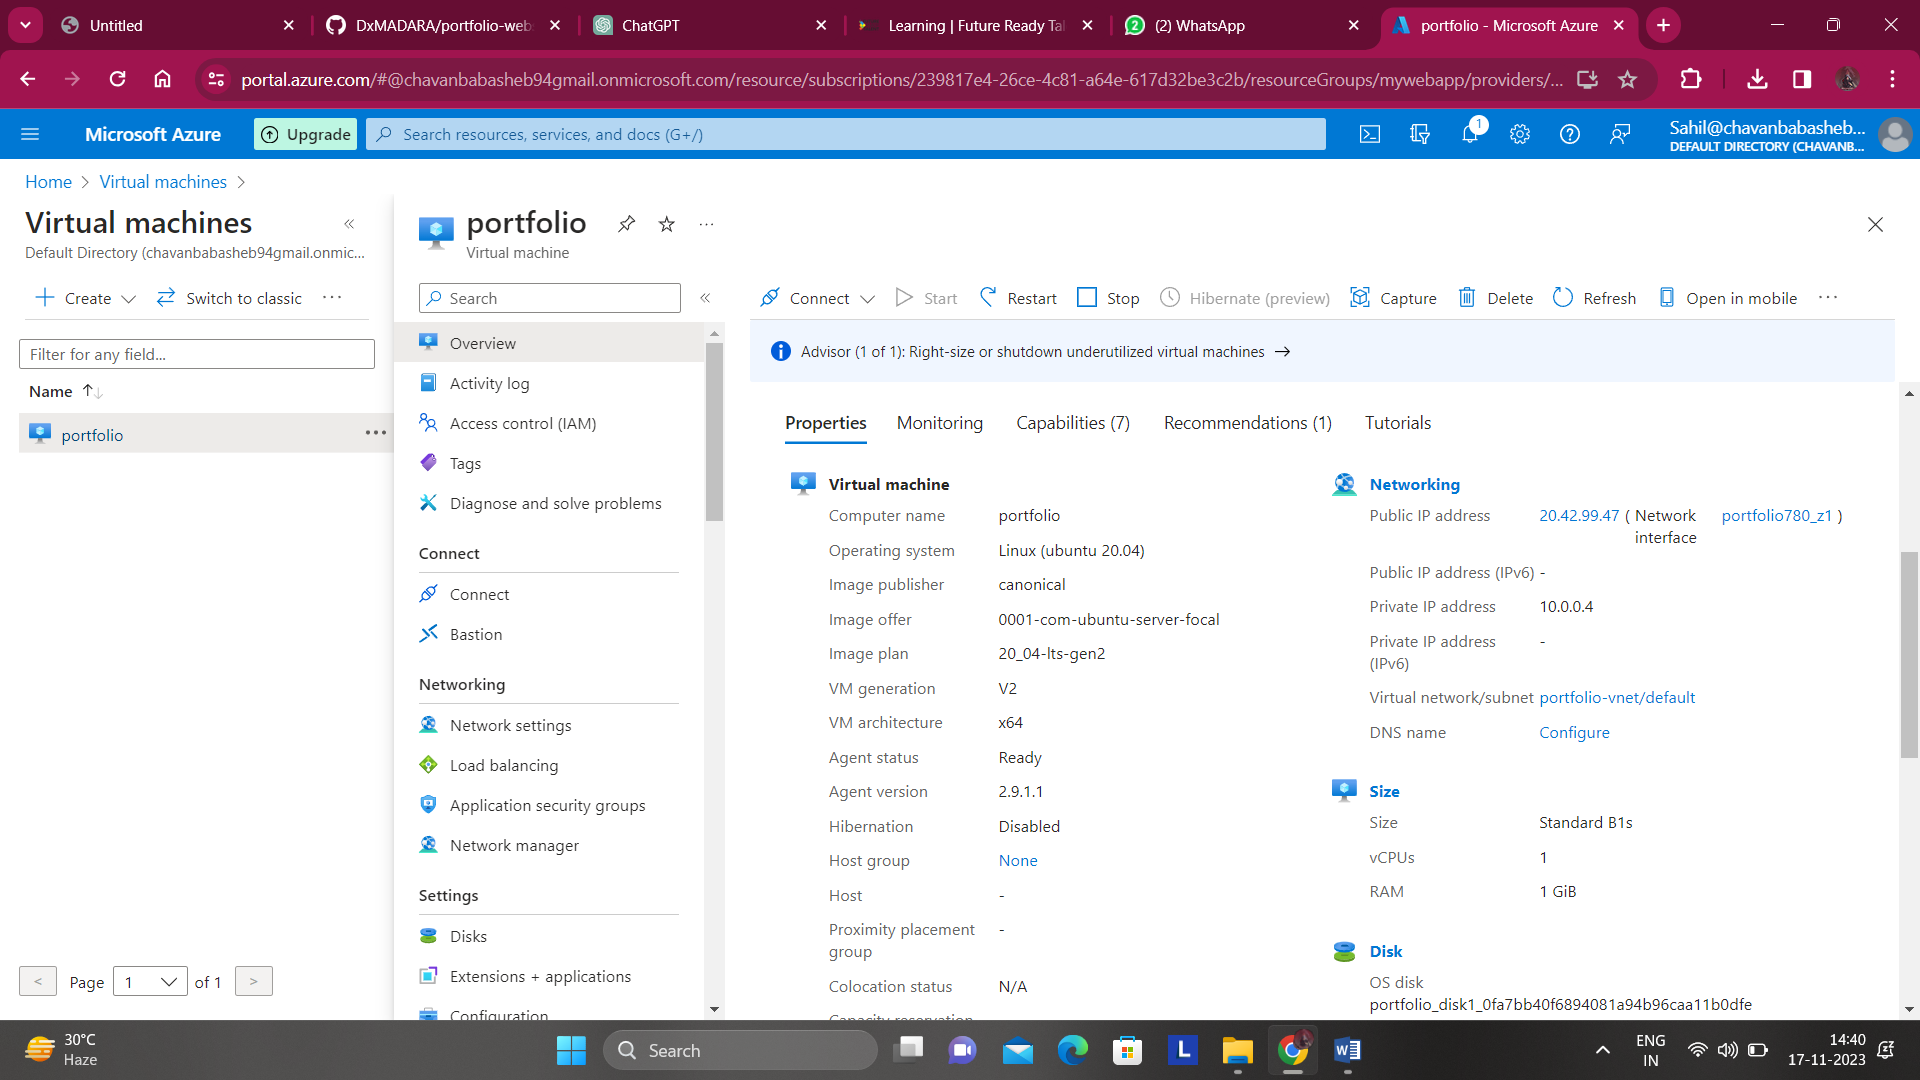 Untitled
DxMADARA/portfolio-webs
ChatGPT
Learning | Future Ready Tal
(2) WhatsApp
portfolio - Microsoft Azure
portal.azure.com/#@chavanbabasheb94gmail.onmicrosoft.com/resource/subscriptions/239817e4-26ce-4c81-a64e-617d32be3c2b/resourceGroups/mywebapp/providers/...
Microsoft Azure
Upgrade
Search resources, services, and docs (G+/)
1
Sahil@chavanbabasheb...
DEFAULT DIRECTORY (CHAVANB...
Home > Virtual machines >
Virtual machines
Default Directory (chavanbabasheb94gmail.onmic...
Create
Switch to classic
Filter for any field...
Name
portfolio
< Page 1 of 1 >
portfolio
Virtual machine
Search
Overview
Activity log
Access control (IAM)
Tags
Diagnose and solve problems
Connect
Connect
Bastion
Networking
Network settings
Load balancing
Application security groups
Network manager
Settings
Disks
Extensions + applications
Configuration
Connect
Start
Restart
Stop
Hibernate (preview)
Capture
Delete
Refresh
Open in mobile
Advisor (1 of 1): Right-size or shutdown underutilized virtual machines →
Properties
Monitoring
Capabilities (7)
Recommendations (1)
Tutorials
Virtual machine
Computer name portfolio
Operating system Linux (ubuntu 20.04)
Image publisher canonical
Image offer 0001-com-ubuntu-server-focal
Image plan 20_04-lts-gen2
VM generation V2
VM architecture x64
Agent status Ready
Agent version 2.9.1.1
Hibernation Disabled
Host group None
Host -
Proximity placement -
group
Colocation status N/A
Capacity reservation
Networking
Public IP address 20.42.99.47 ( Network portfolio780_z1 )
interface
Public IP address (IPv6) -
Private IP address 10.0.0.4
Private IP address -
(IPv6)
Virtual network/subnet portfolio-vnet/default
DNS name Configure
Size
Size Standard B1s
vCPUs 1
RAM 1 GiB
Disk
OS disk
portfolio_disk1_0fa7bb40f6894081a94b96caa11b0dfe
30°C
Haze
Search
ENG
IN
14:40
17-11-2023